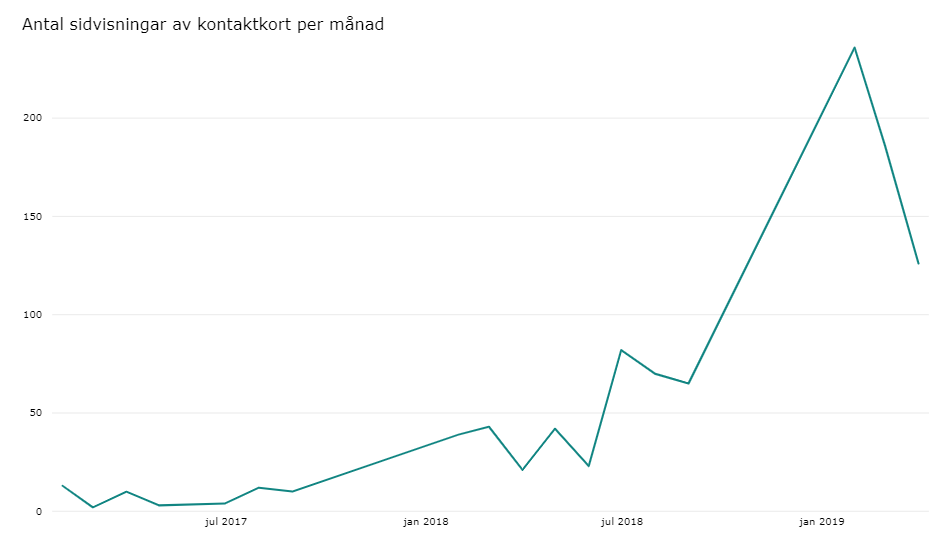 Antal sidvisningar av kontaktkort per månad
200
150
100
50
0
jul 2017
jan 2018
jul 2018
jan 2019